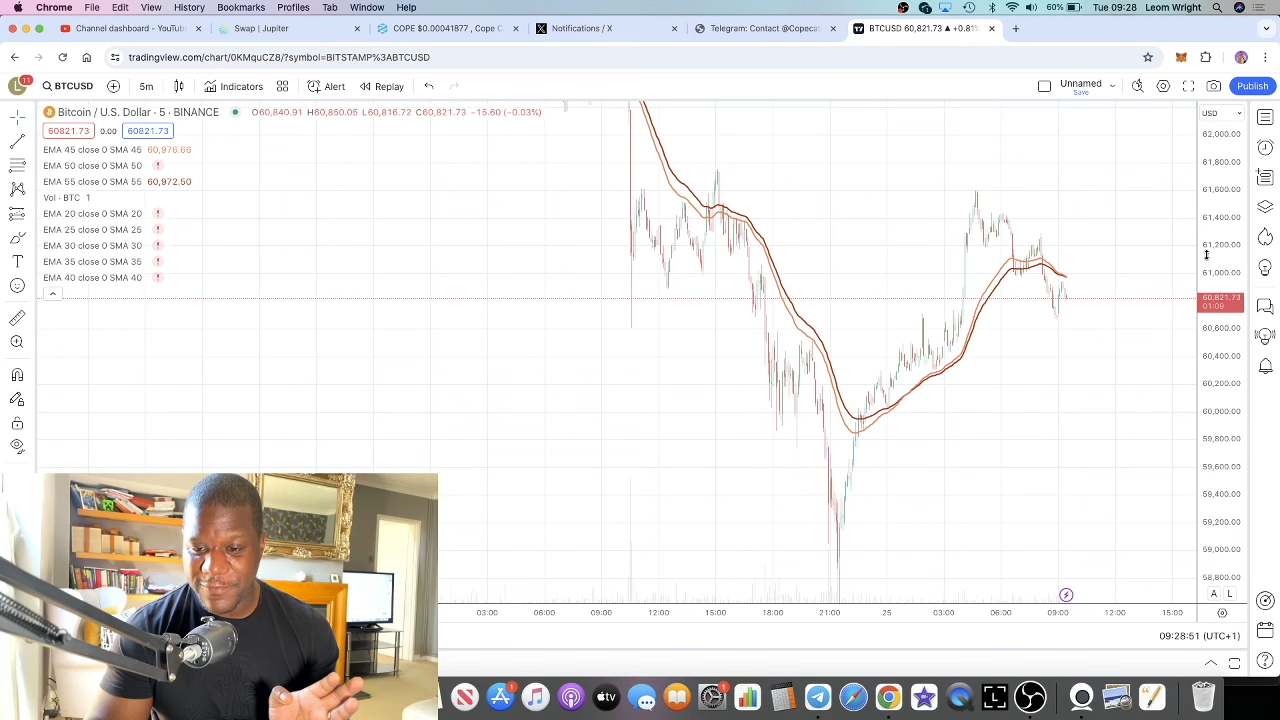 Chrome File Edit View History Bookmarks Profiles Tab Window Help 60% Tue 09:28 Leom Wright
Channel dashboard - YouTube Swap | Jupiter COPE $0.00041877 , Cope C Notifications / X Telegram: Contact @Copecat BTCUSD 60,821.73 ▲ +0.81%
tradingview.com/chart/0KMquCZ8/?symbol=BITSTAMP%3ABTCUSD
L 11 BTCUSD 5m Indicators Alert Replay Unnamed Publish
Save
Bitcoin / U.S. Dollar · 5 · BINANCE O60,840.91 H60,850.05 L60,816.72 C60,821.73 −15.60 (−0.03%) USD
60821.73 0.00 60821.73
EMA 45 close 0 SMA 45 60,976.66
EMA 50 close 0 SMA 50 !
EMA 55 close 0 SMA 55 60,972.50
Vol · BTC 1
EMA 20 close 0 SMA 20 !
EMA 25 close 0 SMA 25 !
EMA 30 close 0 SMA 30 !
EMA 35 close 0 SMA 35 !
EMA 40 close 0 SMA 40 !
62,000.00
61,800.00
61,600.00
61,400.00
61,200.00
61,000.00
60,821.73
01:09
60,600.00
60,400.00
60,200.00
60,000.00
59,800.00
59,600.00
59,400.00
59,200.00
59,000.00
58,800.00
A L
03:00 06:00 09:00 12:00 15:00 18:00 21:00 25 03:00 06:00 09:00 12:00 15:00
09:28:51 (UTC+1)
tv